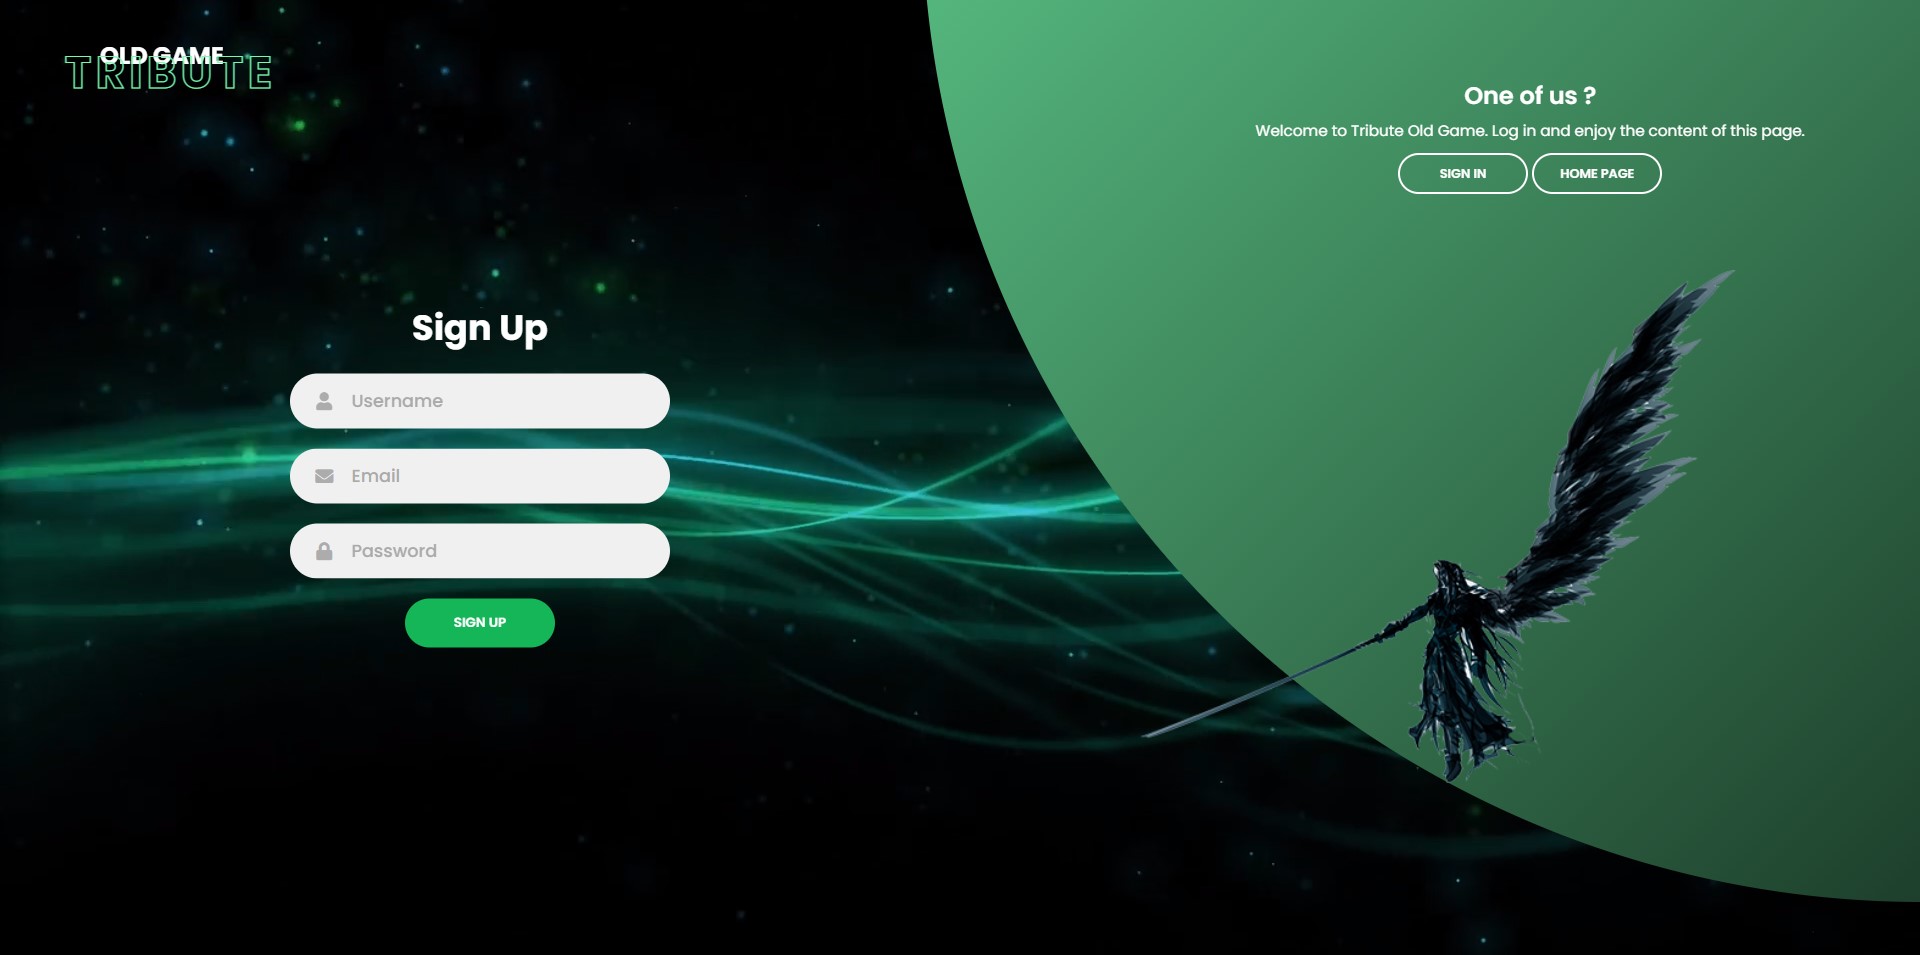 OLD GAME
TRIBUTE
Sign Up
Username
Email
Password
SIGN UP
One of us ?
Welcome to Tribute Old Game. Log in and enjoy the content of this page.
SIGN IN
HOME PAGE